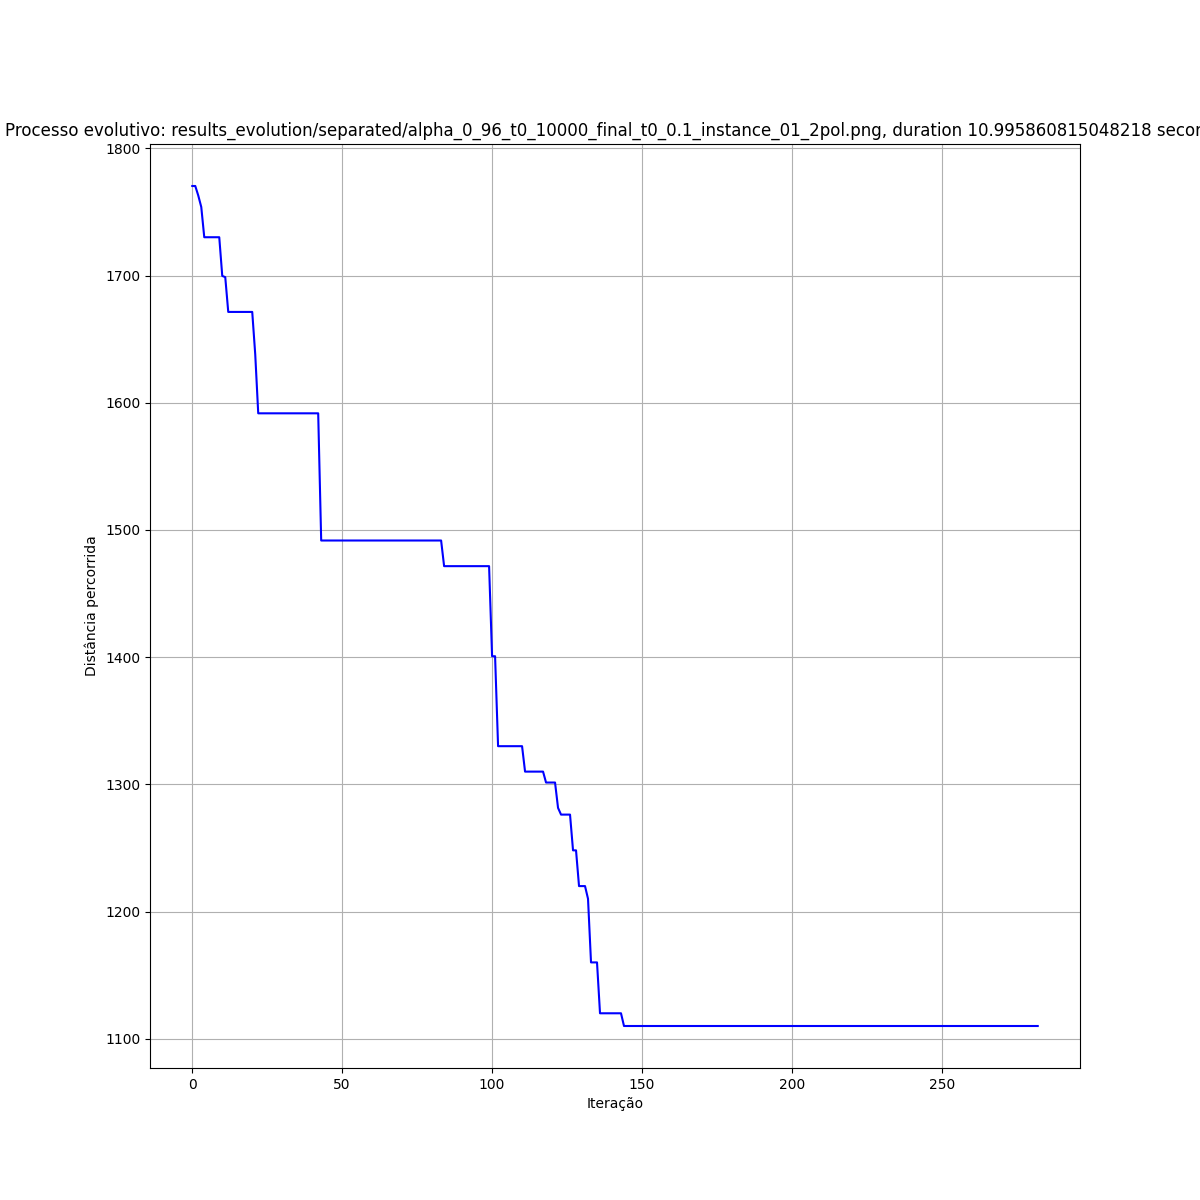 Processo evolutivo: results_evolution/separated/alpha_0_96_t0_10000_final_t0_0.1_instance_01_2pol.png, duration 10.995860815048218 secon
1800
1700
1600
1500
1400
1300
1200
1100
Distância percorrida
0 50 100 150 200 250
Iteração